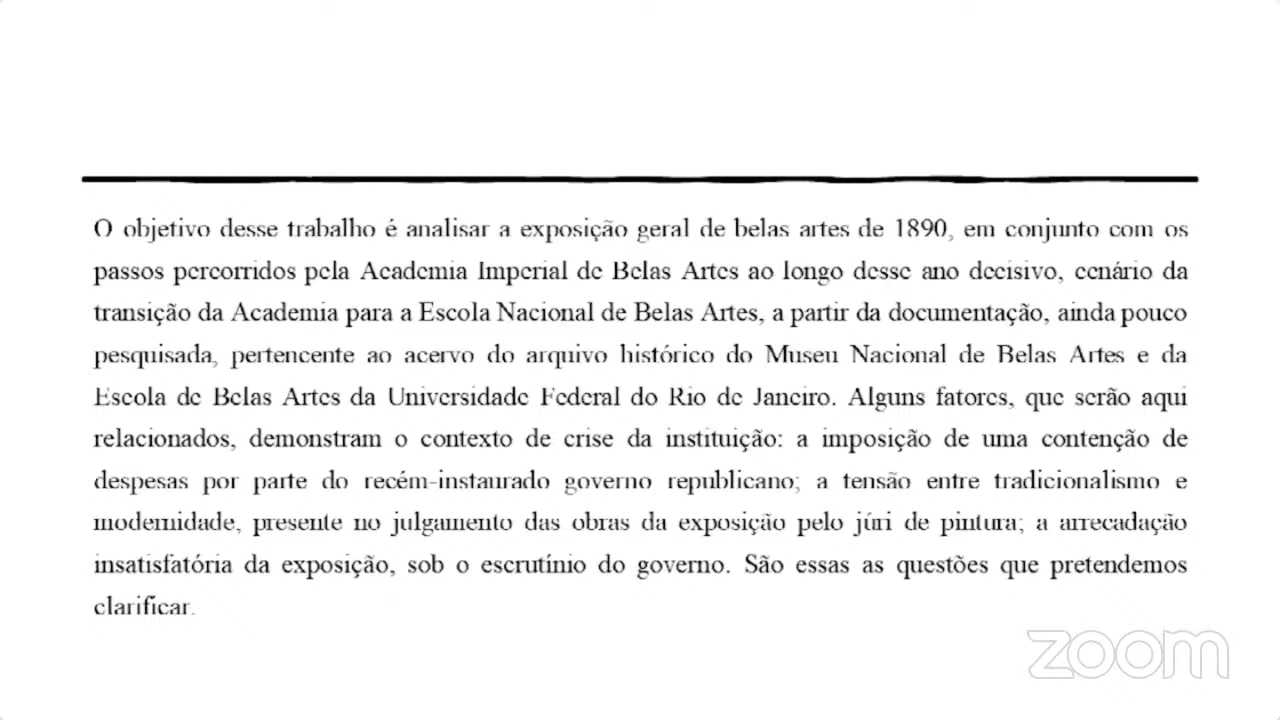 O objetivo desse trabalho é analisar a exposição geral de belas artes de 1890, em conjunto com os
passos percorridos pela Academia Imperial de Belas Artes ao longo desse ano decisivo, cenário da
transição da Academia para a Escola Nacional de Belas Artes, a partir da documentação, ainda pouco
pesquisada, pertencente ao acervo do arquivo histórico do Museu Nacional de Belas Artes e da
Escola de Belas Artes da Universidade Federal do Rio de Janeiro. Alguns fatores, que serão aqui
relacionados, demonstram o contexto de crise da instituição: a imposição de uma contenção de
despesas por parte do recém-instaurado governo republicano; a tensão entre tradicionalismo e
modernidade, presente no julgamento das obras da exposição pelo júri de pintura; a arrecadação
insatisfatória da exposição, sob o escrutínio do governo. São essas as questões que pretendemos
clarificar.
zoom